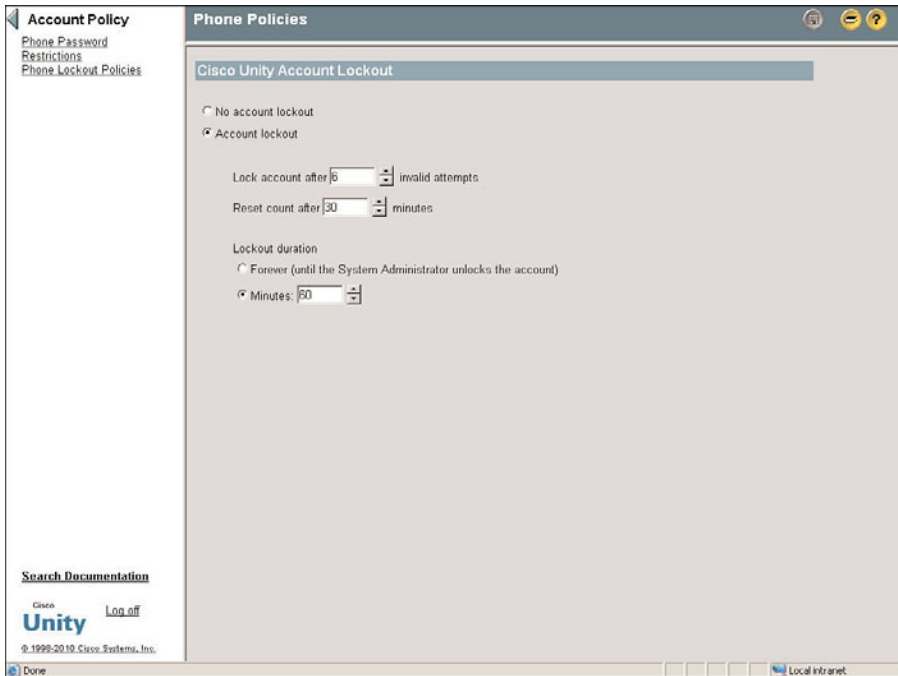 Account Policy
Phone Password
Restrictions
Phone Lockout Policies
Phone Policies
Cisco Unity Account Lockout
No account lockout
Account lockout
Lock account after 6 invalid attempts
Reset count after 30 minutes
Lockout duration
Forever (until the System Administrator unlocks the account)
Minutes: 60
Search Documentation
Cisco
Unity
Log off
© 1998-2010 Cisco Systems, Inc.
Done
Local intranet